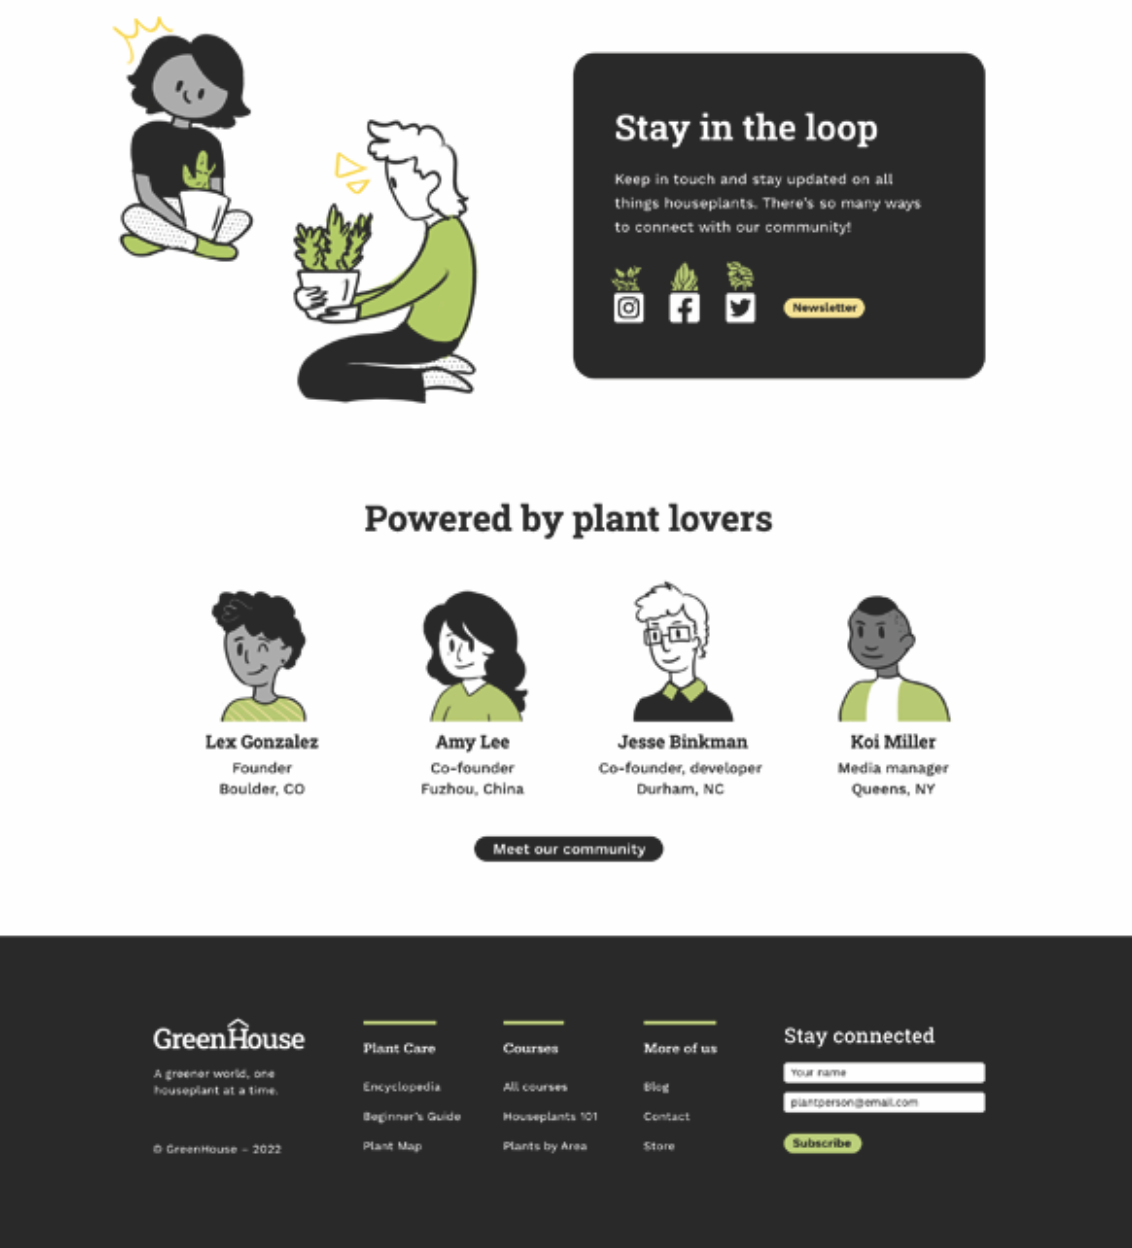 Stay in the loop
Keep in touch and stay updated on all
things houseplants. There's so many ways
to connect with our community!
Newsletter
Powered by plant lovers
Lex Gonzalez
Founder
Boulder, CO
Amy Lee
Co-founder
Fuzhou, China
Jesse Binkman
Co-founder, developer
Durham, NC
Koi Miller
Media manager
Queens, NY
Meet our community
GreenHouse
A greener world, one
houseplant at a time.
© GreenHouse – 2022
Plant Care
Encyclopedia
Beginner's Guide
Plant Map
Courses
All courses
Houseplants 101
Plants by Area
More of us
Blog
Contact
Store
Stay connected
Your name
plantperson@email.com
Subscribe